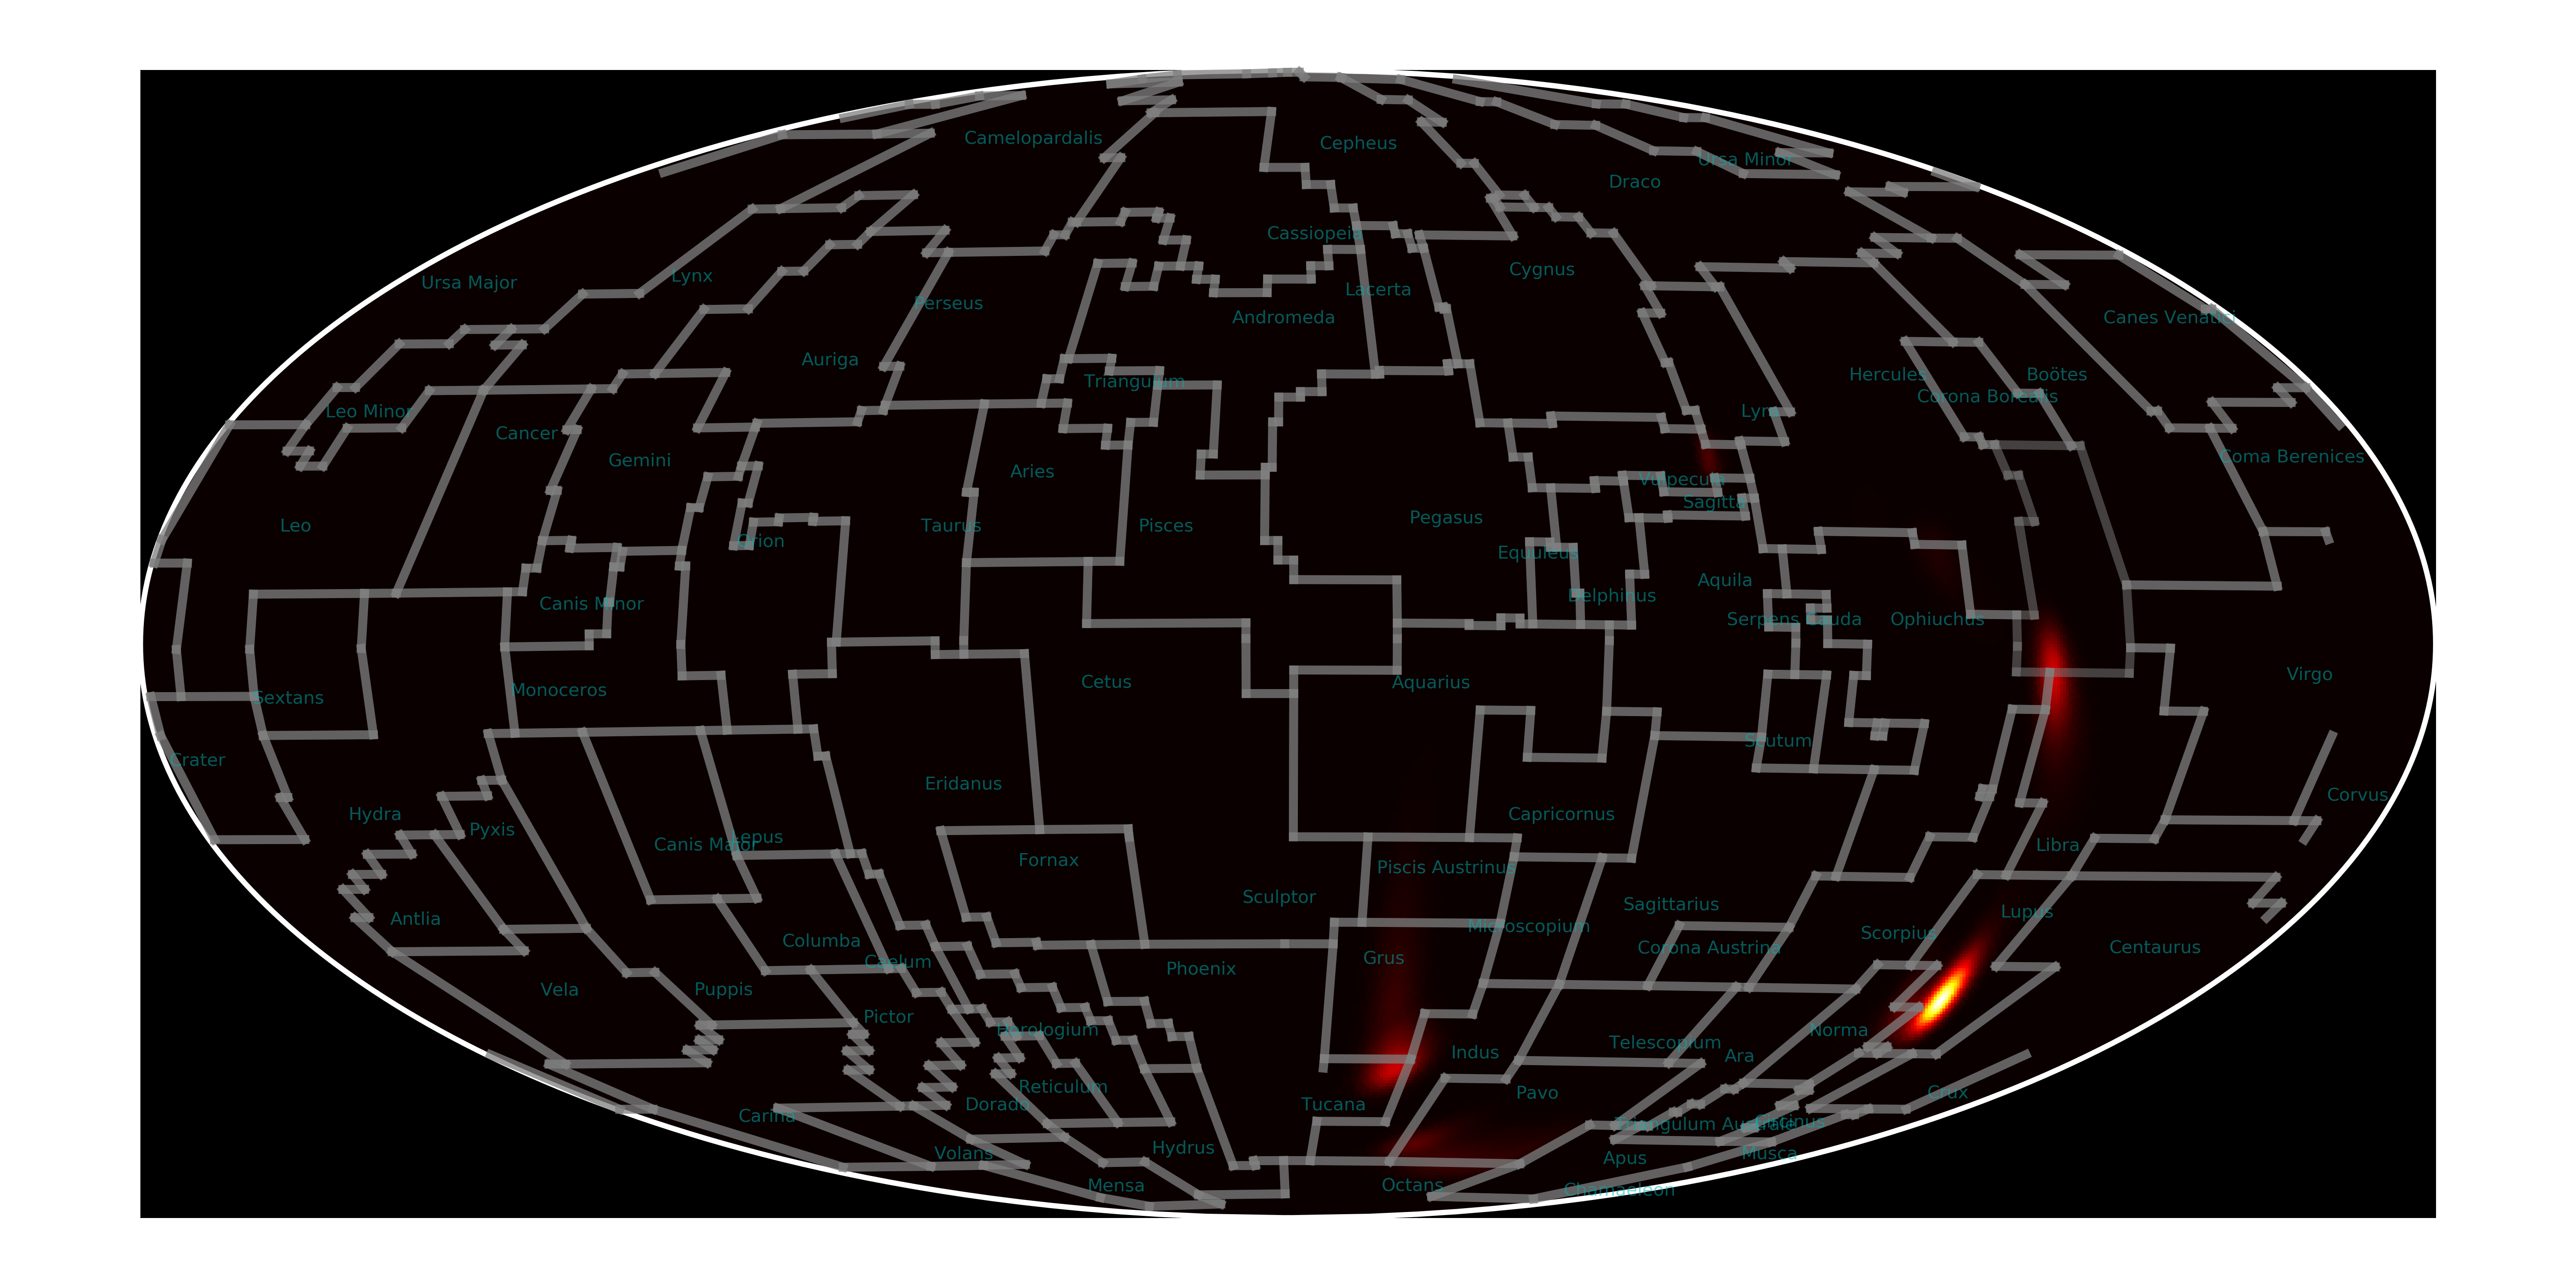 Camelopardalis
Cepheus
Ursa Minor
Draco
Cassiopeia
Cygnus
Ursa Major
Lynx
Lacerta
Perseus
Andromeda
Canes Venatici
Auriga
Triangulum
Hercules
Boötes
Corona Borealis
Leo Minor
Lyra
Cancer
Gemini
Coma Berenices
Aries
Vulpecula
Sagitta
Leo
Orion
Taurus
Pisces
Pegasus
Equuleus
Aquila
Delphinus
Canis Minor
Serpens Cauda
Ophiuchus
Virgo
Sextans
Monoceros
Cetus
Aquarius
Scutum
Crater
Eridanus
Corvus
Hydra
Capricornus
Pyxis
Canis Major
Lepus
Libra
Fornax
Piscis Austrinus
Sculptor
Sagittarius
Antlia
Lupus
Microscopium
Scorpius
Columba
Corona Austrina
Centaurus
Caelum
Grus
Phoenix
Vela
Puppis
Pictor
Horologium
Norma
Telescopium
Indus
Ara
Reticulum
Pavo
Crux
Dorado
Tucana
Carina
Triangulum Australe
Circinus
Hydrus
Volans
Apus
Musca
Mensa
Octans
Chamaeleon